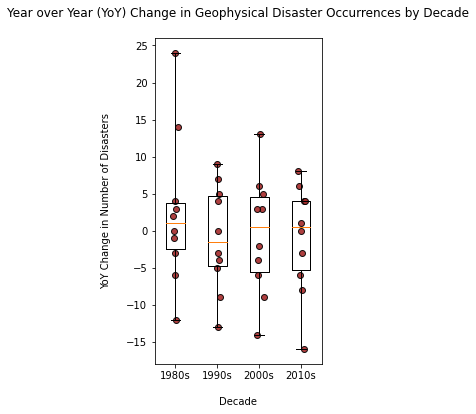 Year over Year (YoY) Change in Geophysical Disaster Occurrences by Decade
25
20
15
10
5
0
−5
−10
−15
YoY Change in Number of Disasters
1980s 1990s 2000s 2010s
Decade